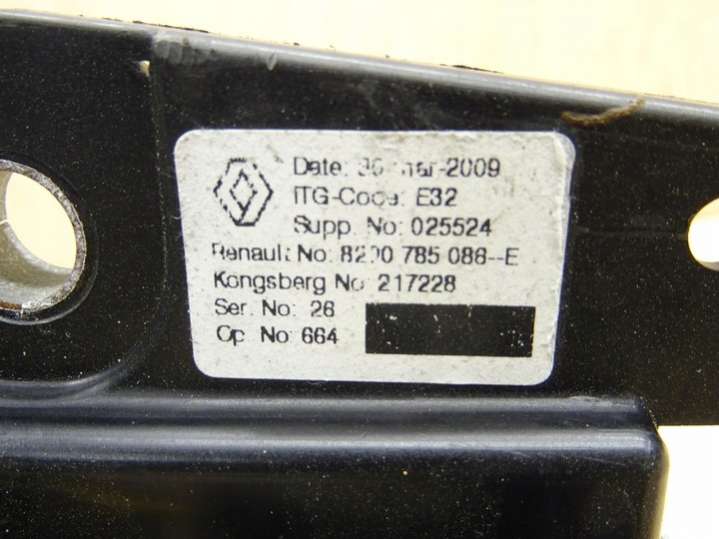 Date: 30-mar-2009
ITG-Code: E32
Supp. No: 025524
Renault No: 8200 785 088--E
Kongsberg No 217228
Ser. No: 26
Op. No: 664